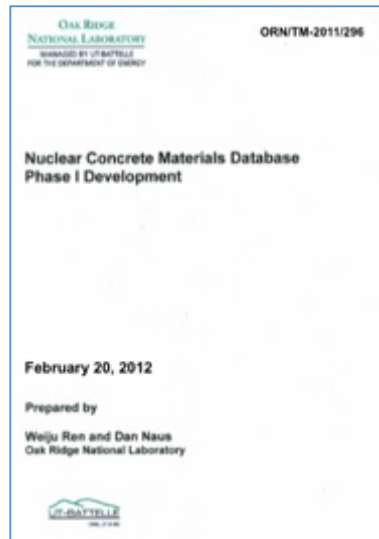 OAK RIDGE
NATIONAL LABORATORY
MANAGED BY UT-BATTELLE
FOR THE DEPARTMENT OF ENERGY
ORN/TM-2011/296
Nuclear Concrete Materials Database
Phase I Development
February 20, 2012
Prepared by
Weiju Ren and Dan Naus
Oak Ridge National Laboratory
UT-BATTELLE